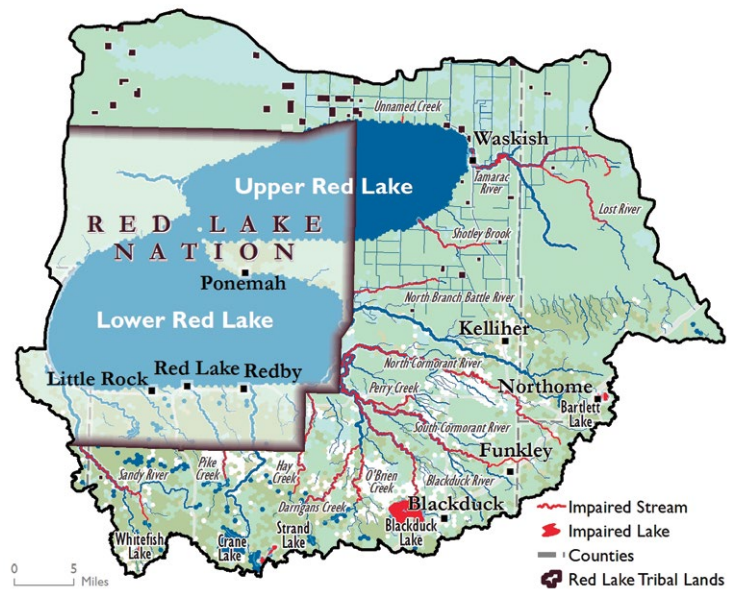 Unnamed Creek
Waskish
Upper Red Lake
Tamarac
River
Lost River
RED LAKE
NATION
Shotley Brook
Ponemah
North Branch Battle River
Lower Red Lake
Kelliher
North Cormorant River
Red Lake
Redby
Little Rock
Perry Creek
Northome
Bartlett
Lake
South Cormorant River
Funkley
Sandy River
Pike
Creek
Hay
Creek
O'Brien
Creek
Blackduck River
Darrigans Creek
Blackduck
Blackduck
Lake
Strand
Lake
Crane
Lake
Whitefish
Lake
Impaired Stream
Impaired Lake
Counties
Red Lake Tribal Lands
0 5
Miles